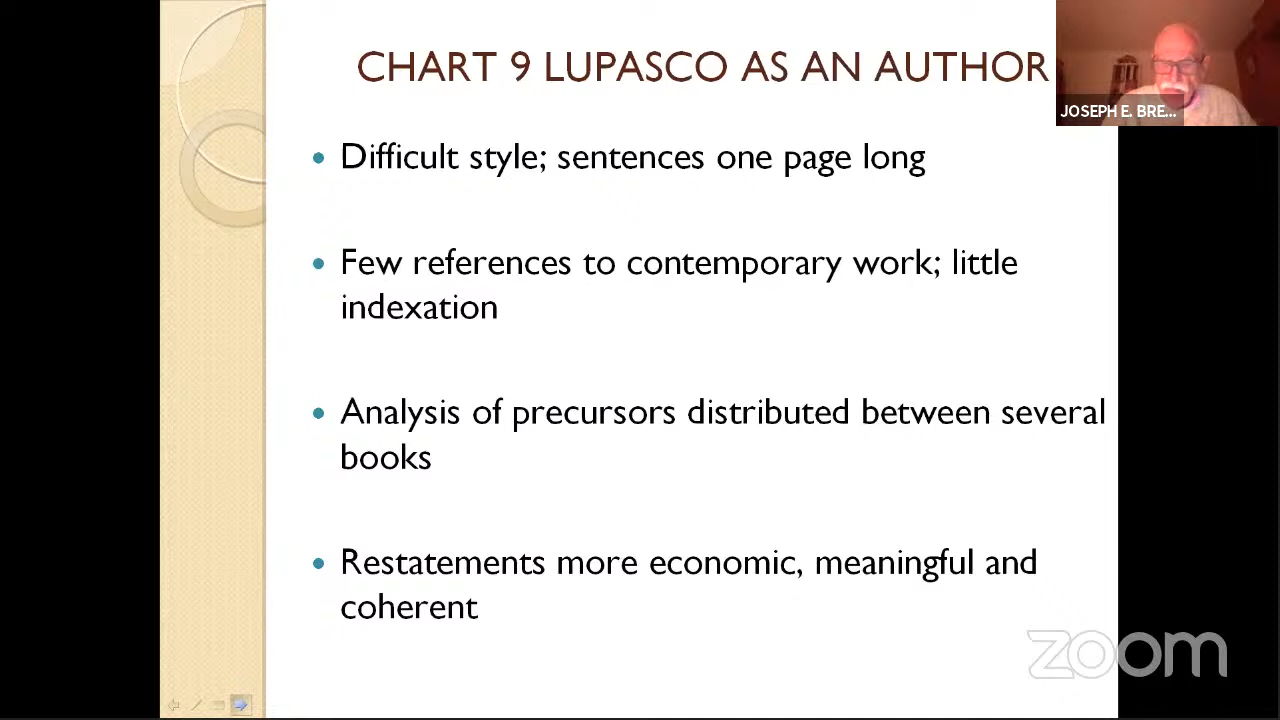 CHART 9 LUPASCO AS AN AUTHOR
JOSEPH E. BRE...
• Difficult style; sentences one page long
• Few references to contemporary work; little
indexation
• Analysis of precursors distributed between several
books
• Restatements more economic, meaningful and
coherent
zoom